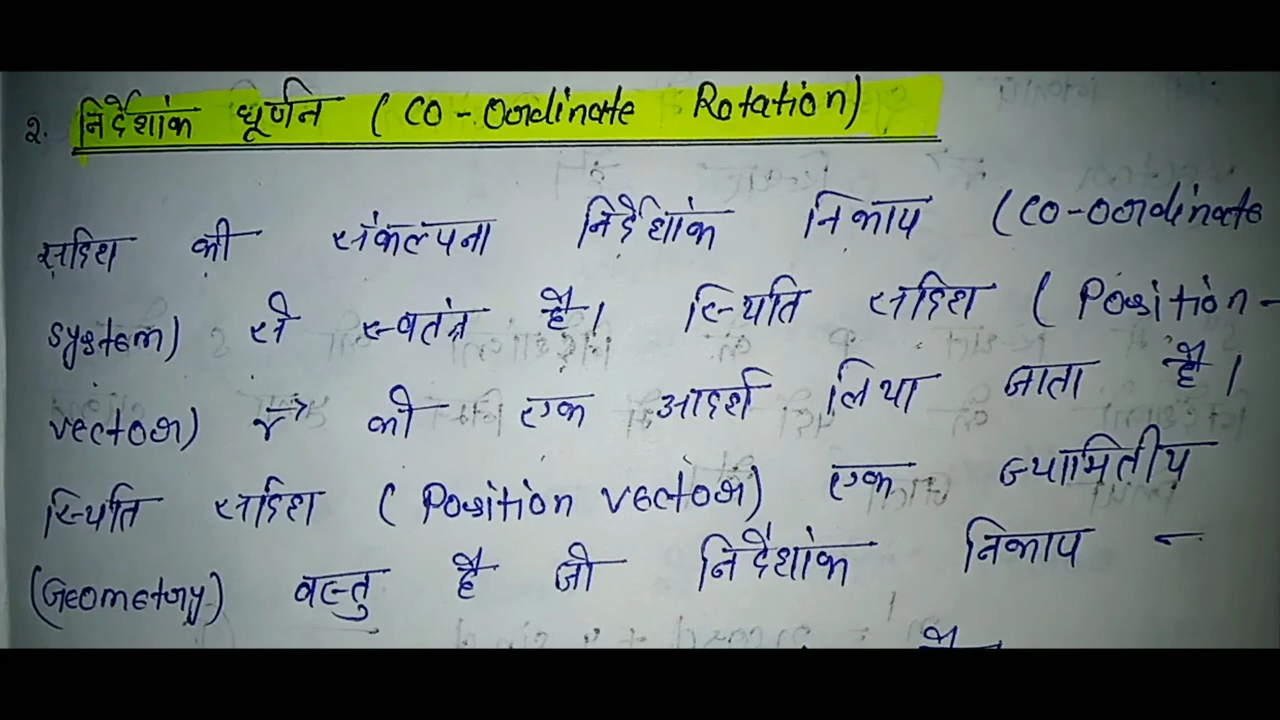 २. निर्देशांक घूर्णन (CO-Ordinate Rotation)
सदिश की संकल्पना निर्देशांक निकाय (CO-Ordinate
system) से स्वतंत्र है। स्थिति सदिश (Position-
vector) r⃗ को एक आदर्श लिया जाता है।
स्थिति सदिश (Position vector) एक ज्यामितीय
(Geometry) वस्तु है जो निर्देशांक निकाय -